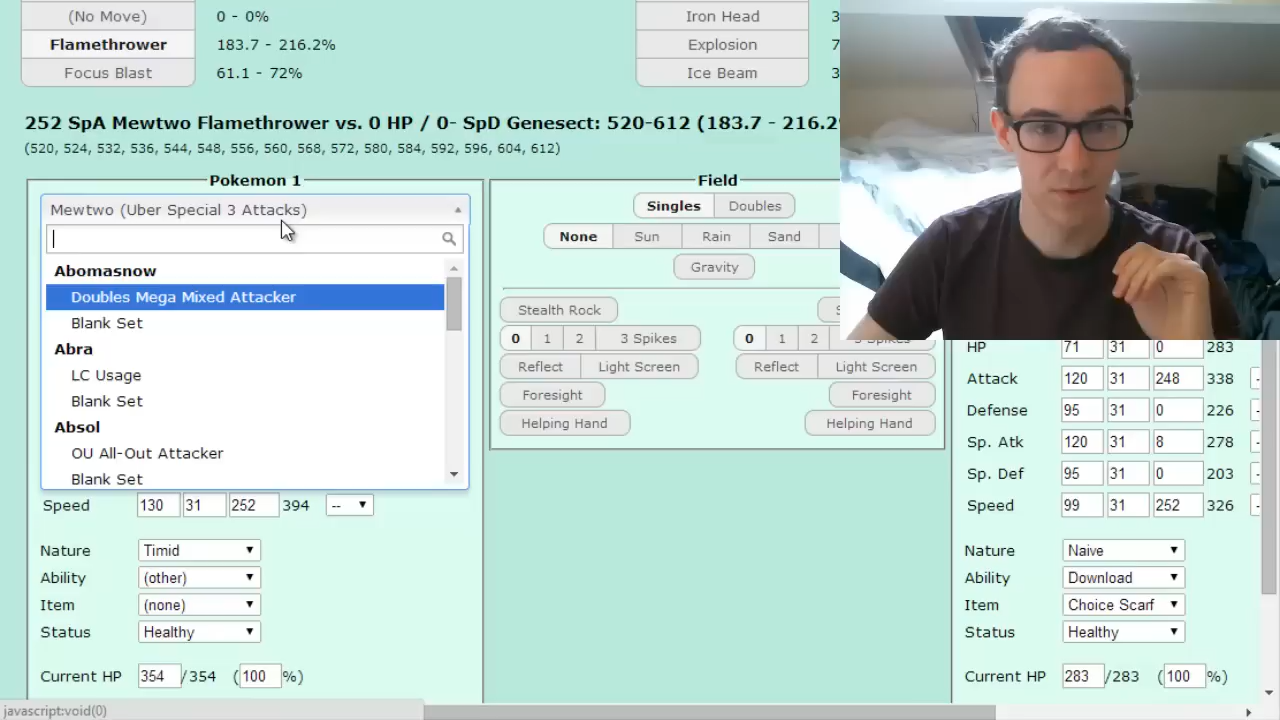 (No Move) 0 - 0% Iron Head 3
Flamethrower 183.7 - 216.2% Explosion 7
Focus Blast 61.1 - 72% Ice Beam 3
252 SpA Mewtwo Flamethrower vs. 0 HP / 0- SpD Genesect: 520-612 (183.7 - 216.2
(520, 524, 532, 536, 544, 548, 556, 560, 568, 572, 580, 584, 592, 596, 604, 612)
Pokemon 1
Mewtwo (Uber Special 3 Attacks)
Abomasnow
Doubles Mega Mixed Attacker
Blank Set
Abra
LC Usage
Blank Set
Absol
OU All-Out Attacker
Blank Set
Speed 130 31 252 394 --
Nature Timid
Ability (other)
Item (none)
Status Healthy
Current HP 354 /354 (100 %)
javascript:void(0)
Field
Singles Doubles
None Sun Rain Sand
Gravity
Stealth Rock S
0 1 2 3 Spikes 0 1 2 3 Spikes
Reflect Light Screen Reflect Light Screen
Foresight Foresight
Helping Hand Helping Hand
HP 71 31 0 283
Attack 120 31 248 338 -
Defense 95 31 0 226 -
Sp. Atk 120 31 8 278 -
Sp. Def 95 31 0 203 -
Speed 99 31 252 326 -
Nature Naive
Ability Download
Item Choice Scarf
Status Healthy
Current HP 283 /283 (100 %)